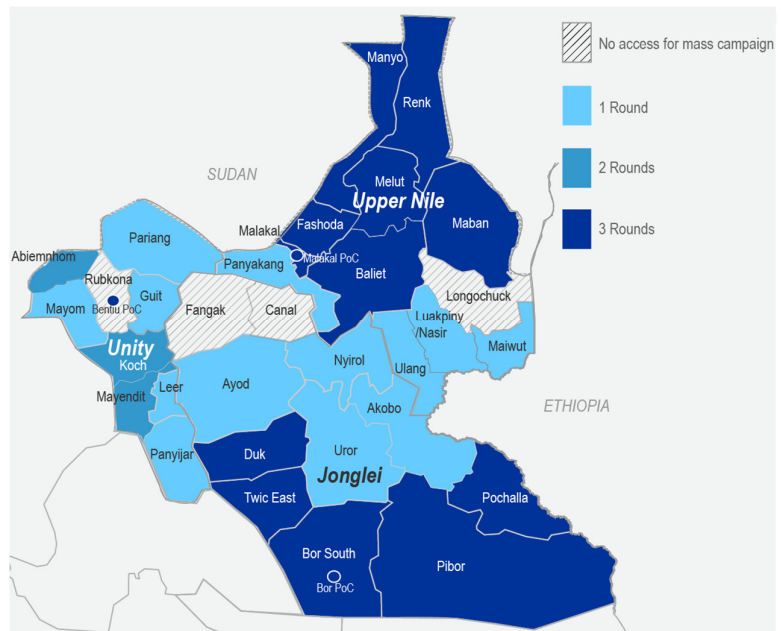 No access for mass campaign
1 Round
2 Rounds
3 Rounds
SUDAN
ETHIOPIA
Manyo
Renk
Melut
Upper Nile
Fashoda
Maban
Malakal
Malakal PoC
Panyakang
Baliet
Pariang
Abiemnhom
Rubkona
Bentiu PoC
Guit
Mayom
Fangak
Canal
Longochuck
Luakpiny
/Nasir
Maiwut
Unity
Koch
Nyirol
Ulang
Mayendit
Leer
Ayod
Akobo
Panyijar
Duk
Uror
Jonglei
Twic East
Pochalla
Bor South
Bor PoC
Pibor